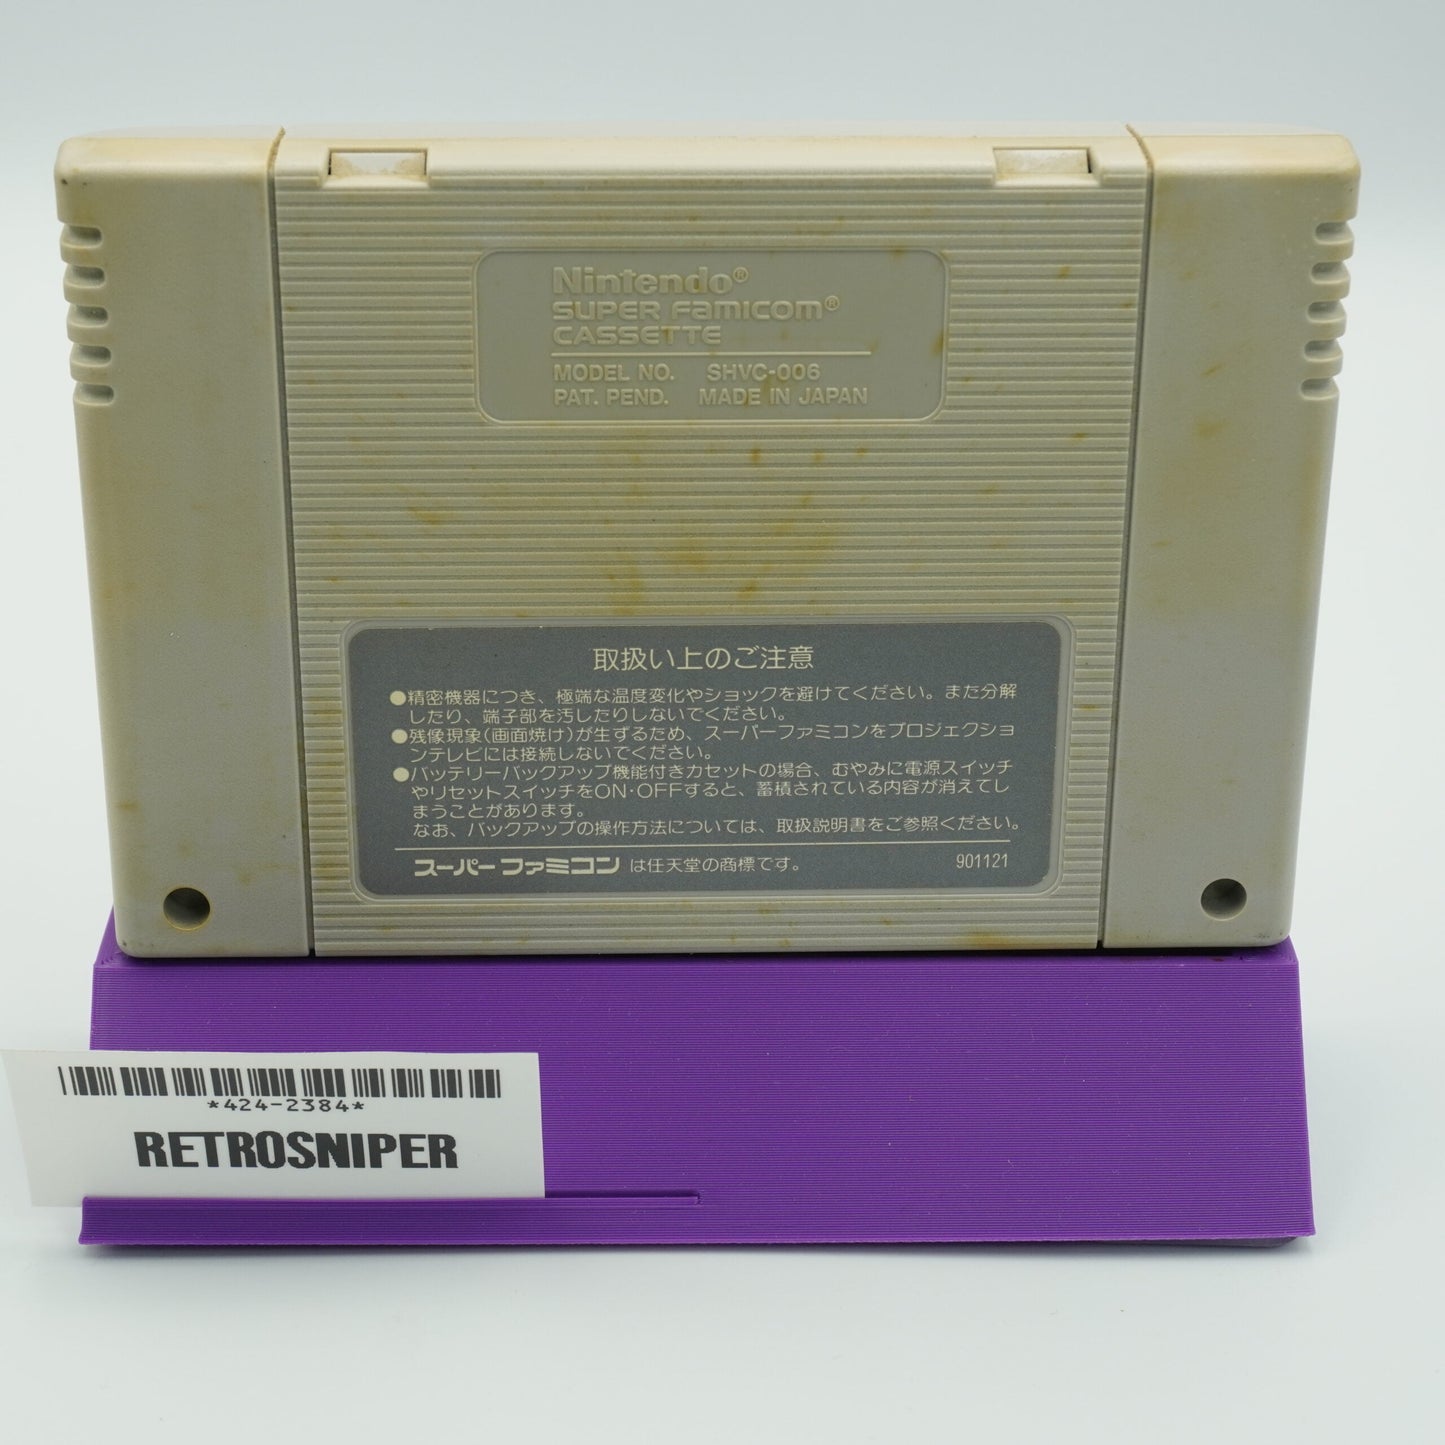 Nintendo®
SUPER FAMICOM®
CASSETTE
MODEL NO. SHVC-006
PAT. PEND. MADE IN JAPAN
取扱い上のご注意
●精密機器につき、極端な温度変化やショックを避けてください。また分解
したり、端子部を汚したりしないでください。
●残像現象(画面焼け)が生ずるため、スーパーファミコンをプロジェクショ
ンテレビには接続しないでください。
●バッテリーバックアップ機能付きカセットの場合、むやみに電源スイッチ
やリセットスイッチをON・OFFすると、蓄積されている内容が消えてし
まうことがあります。
なお、バックアップの操作方法については、取扱説明書をご参照ください。
スーパーファミコン は任天堂の商標です。 901121
*424-2384*
RETROSNIPER